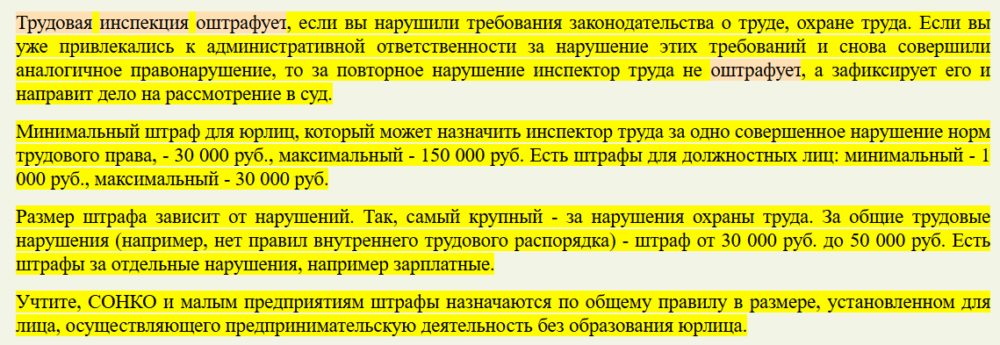 Трудовая инспекция оштрафует, если вы нарушили требования законодательства о труде, охране труда. Если вы
уже привлекались к административной ответственности за нарушение этих требований и снова совершили
аналогичное правонарушение, то за повторное нарушение инспектор труда не оштрафует, а зафиксирует его и
направит дело на рассмотрение в суд.
Минимальный штраф для юрлиц, который может назначить инспектор труда за одно совершенное нарушение норм
трудового права, - 30 000 руб., максимальный - 150 000 руб. Есть штрафы для должностных лиц: минимальный - 1
000 руб., максимальный - 30 000 руб.
Размер штрафа зависит от нарушений. Так, самый крупный - за нарушения охраны труда. За общие трудовые
нарушения (например, нет правил внутреннего трудового распорядка) - штраф от 30 000 руб. до 50 000 руб. Есть
штрафы за отдельные нарушения, например зарплатные.
Учтите, СОНКО и малым предприятиям штрафы назначаются по общему правилу в размере, установленном для
лица, осуществляющего предпринимательскую деятельность без образования юрлица.